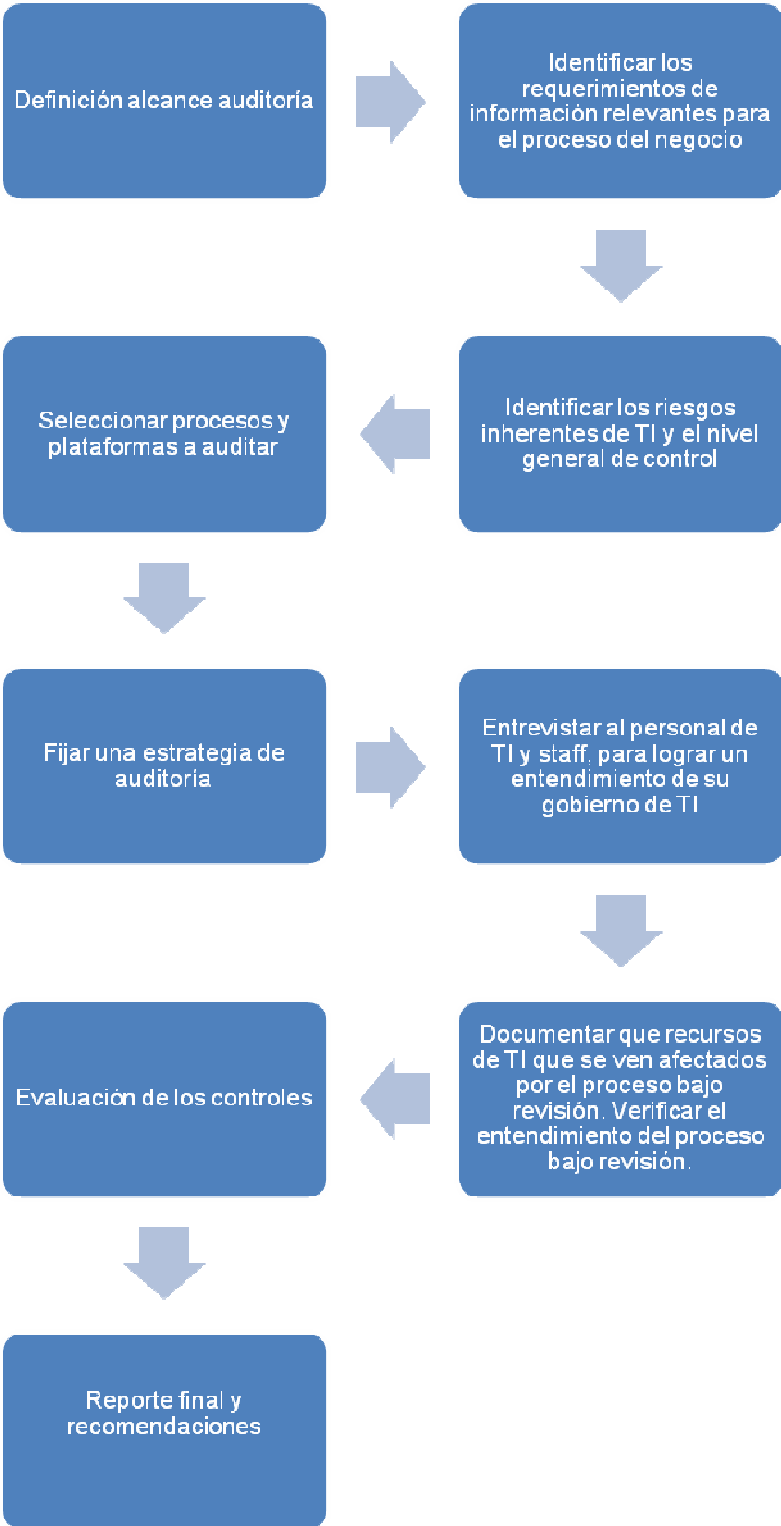 Definición alcance auditoría
Identificar los
requerimientos de
información relevantes para
el proceso del negocio
Identificar los riesgos
inherentes de TI y el nivel
general de control
Seleccionar procesos y
plataformas a auditar
Fijar una estrategia de
auditoría
Entrevistar al personal de
TI y staff, para lograr un
entendimiento de su
gobierno de TI
Documentar que recursos
de TI que se ven afectados
por el proceso bajo
revisión. Verificar el
entendimiento del proceso
bajo revisión.
Evaluación de los controles
Reporte final y
recomendaciones